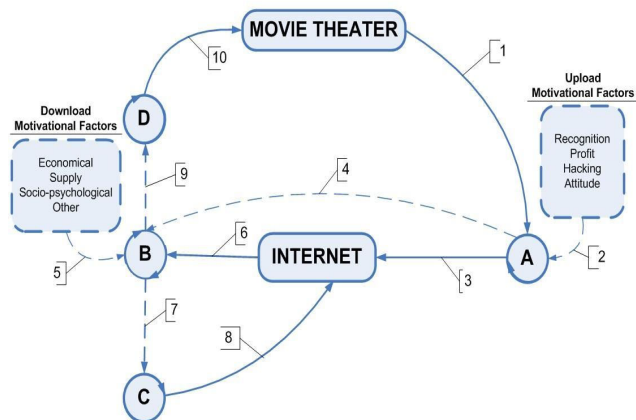 MOVIE THEATER
10
1
Download
Motivational Factors
Economical
Supply
Socio-psychological
Other
D
Upload
Motivational Factors
Recognition
Profit
Hacking
Attitude
9
4
B
6
INTERNET
A
5
3
2
7
8
C